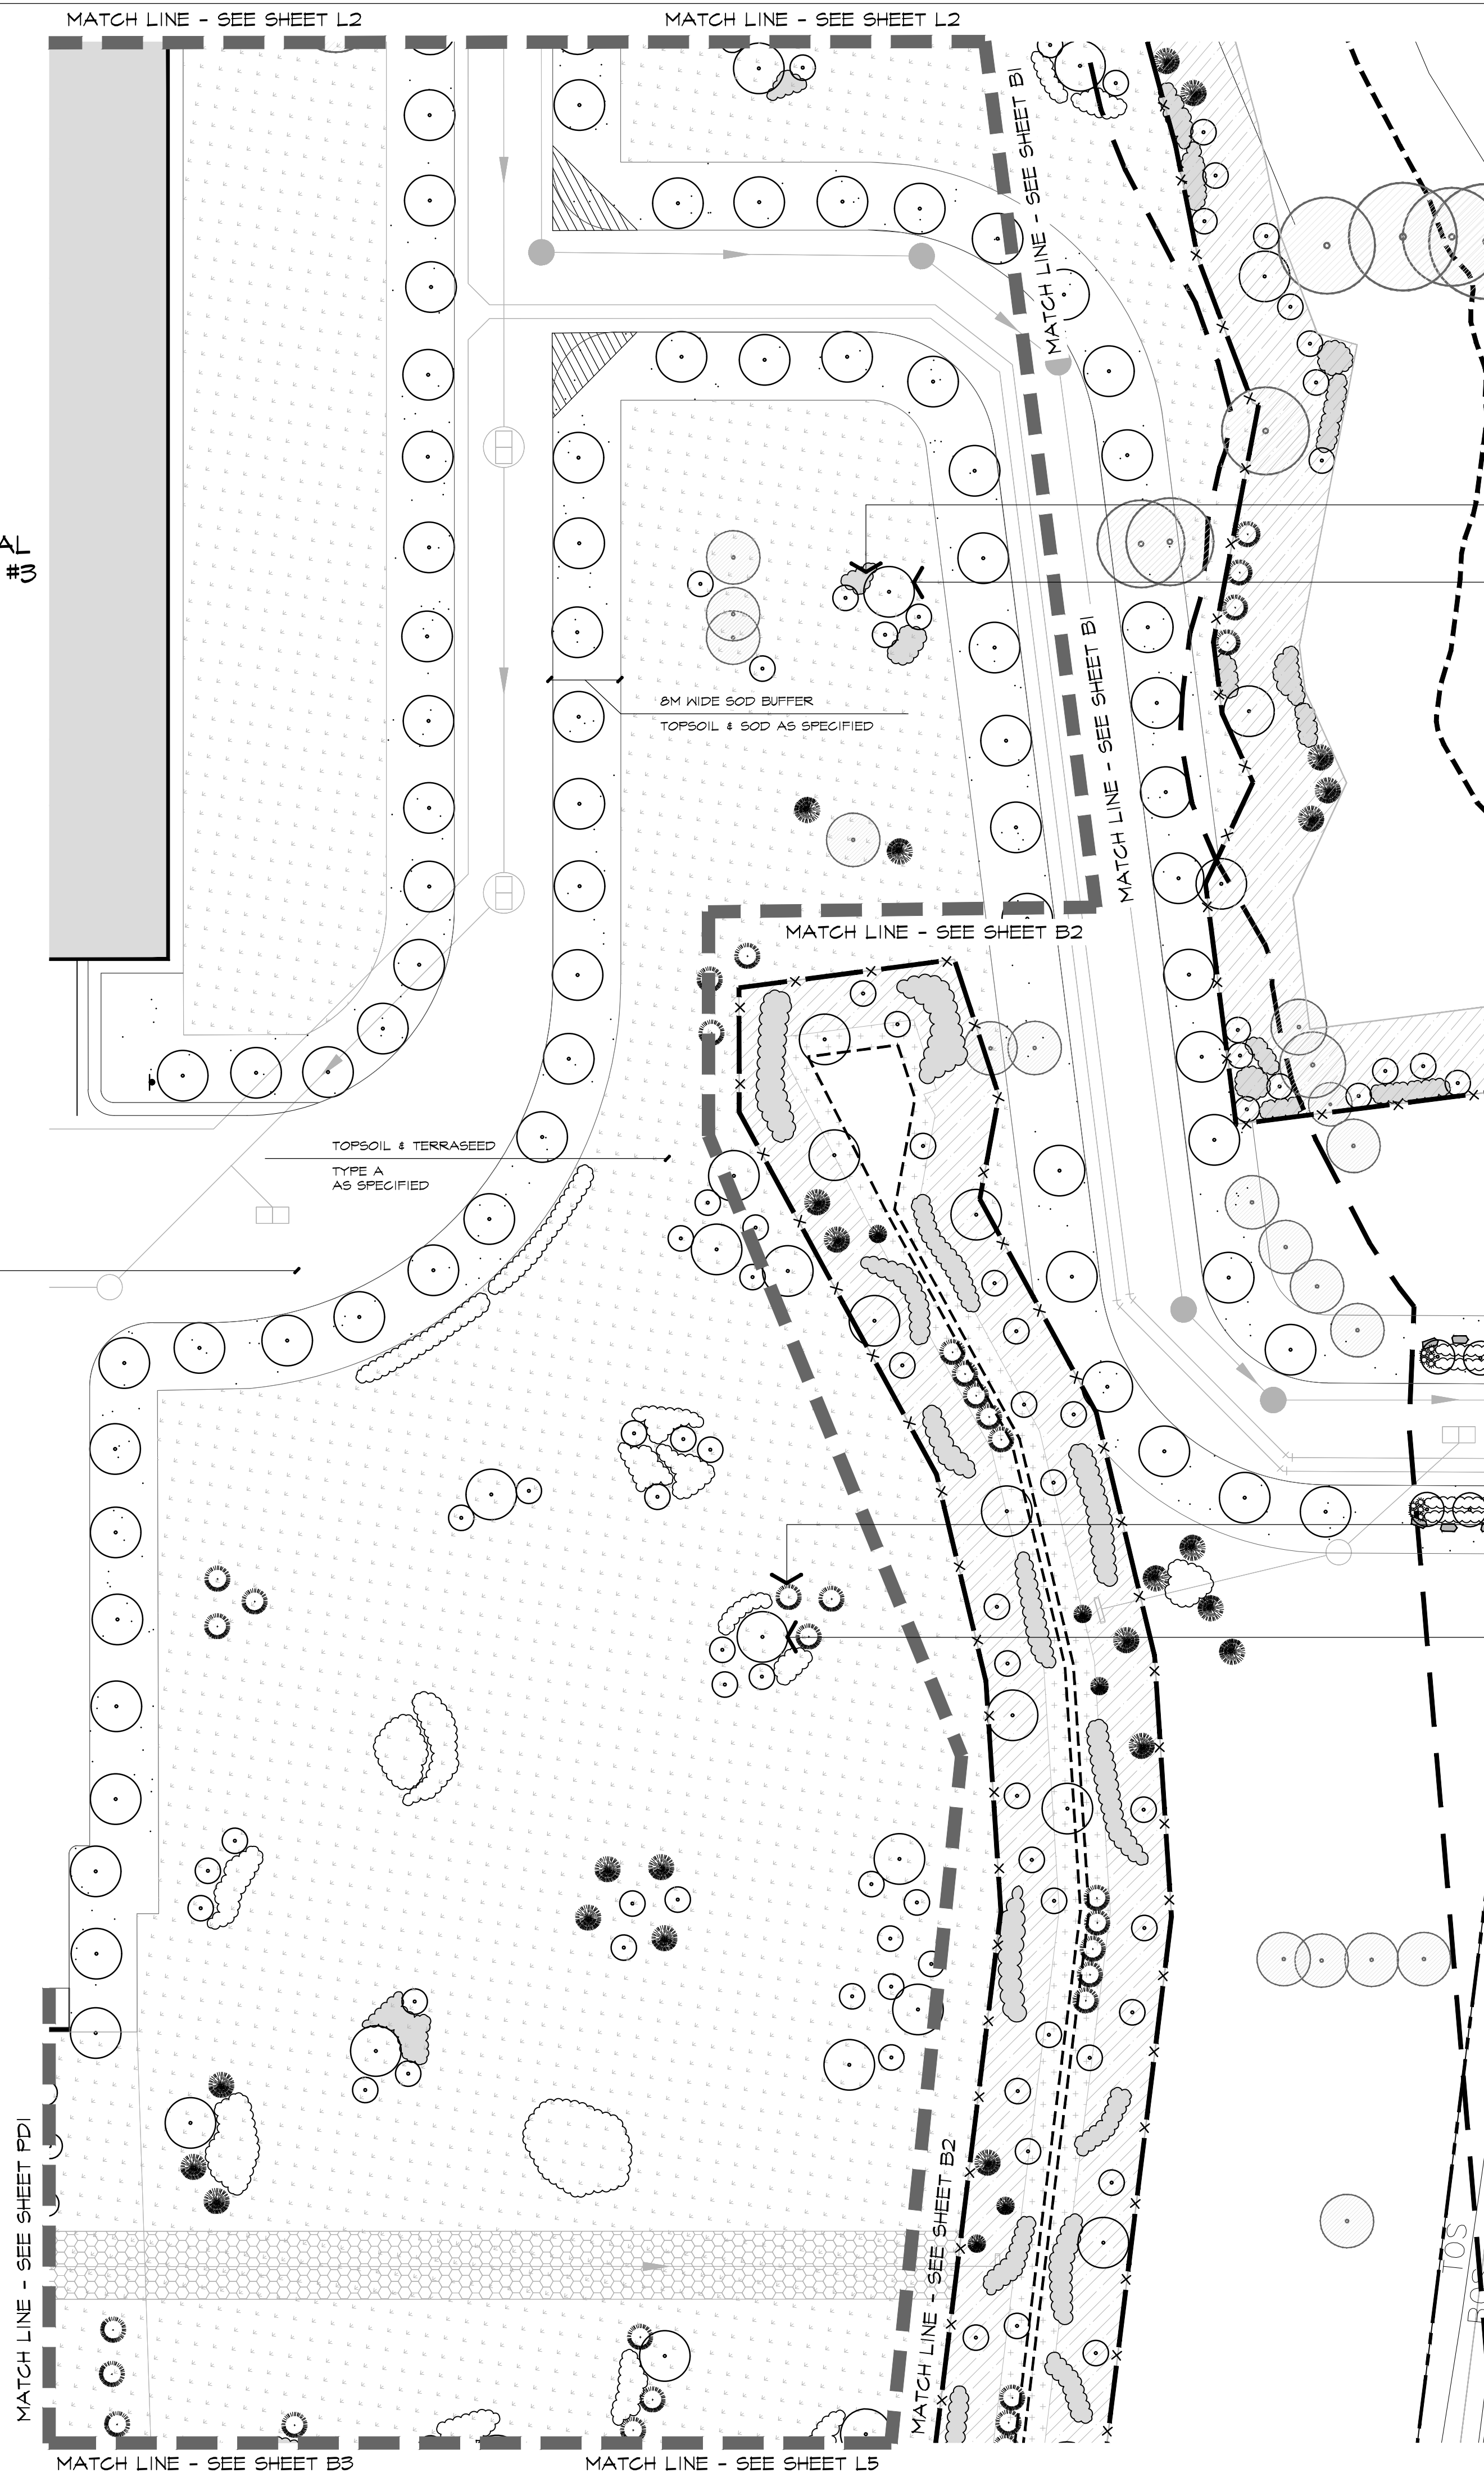 MATCH LINE - SEE SHEET L2
MATCH LINE - SEE SHEET L2
MATCH LINE - SEE SHEET B1
AL
#3
8M WIDE SOD BUFFER
TOPSOIL & SOD AS SPECIFIED
MATCH LINE - SEE SHEET B1
MATCH LINE - SEE SHEET B2
TOPSOIL & TERRASEED
TYPE A
AS SPECIFIED
MATCH LINE - SEE SHEET PD1
MATCH LINE - SEE SHEET B2
TOS
MATCH LINE - SEE SHEET B3
MATCH LINE - SEE SHEET L5